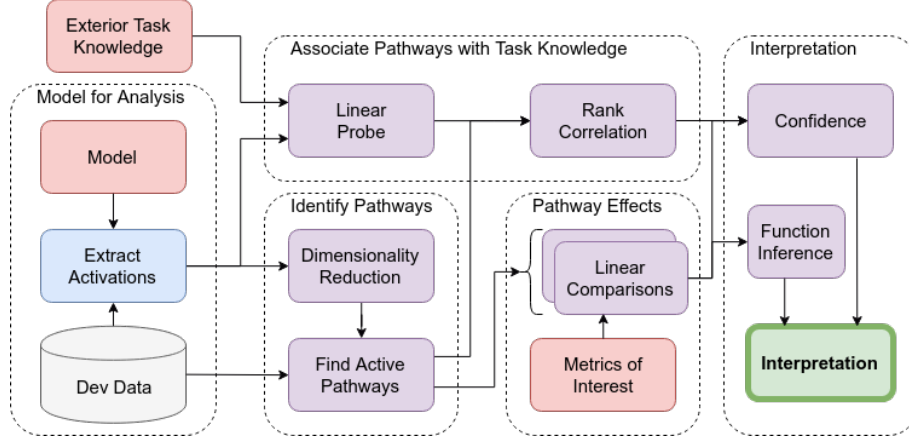 Exterior Task
Knowledge
Associate Pathways with Task Knowledge
Interpretation
Model for Analysis
Linear
Probe
Rank
Correlation
Confidence
Model
Identify Pathways
Pathway Effects
Extract
Activations
Dimensionality
Reduction
Linear
Comparisons
Function
Inference
Dev Data
Find Active
Pathways
Metrics of
Interest
Interpretation